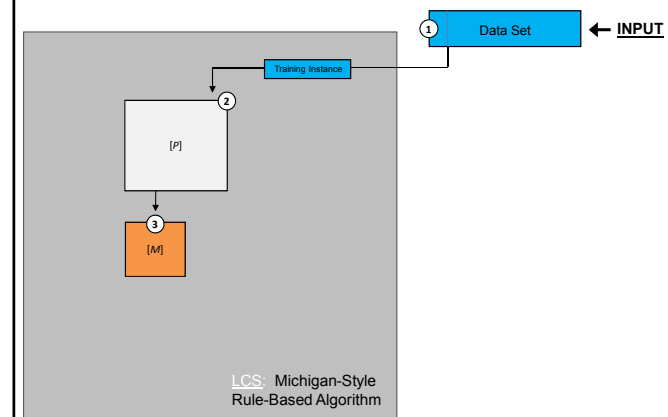 1
Data Set
INPUT
Training Instance
2
[P]
3
[M]
LCS: Michigan-Style
Rule-Based Algorithm